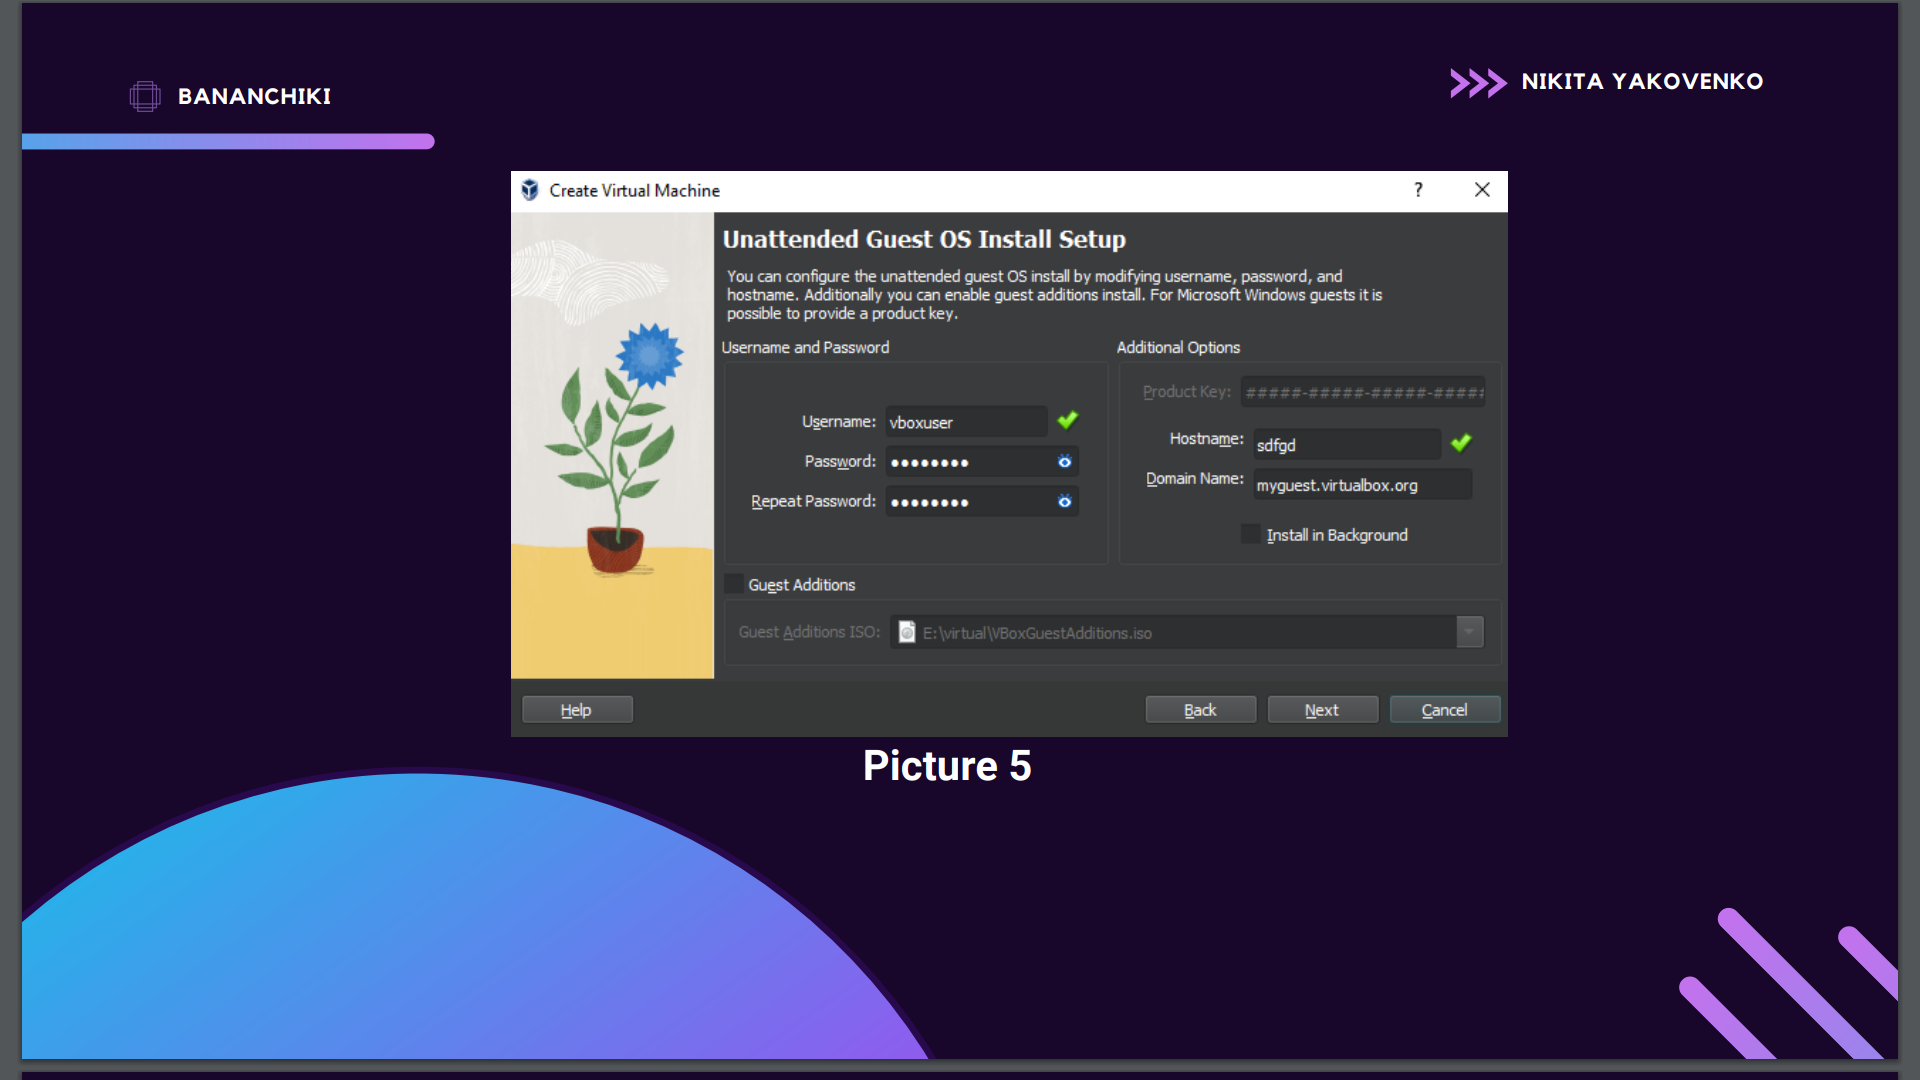 BANANCHIKI
NIKITA YAKOVENKO
Create Virtual Machine
?
Unattended Guest OS Install Setup
You can configure the unattended guest OS install by modifying username, password, and
hostname. Additionally you can enable guest additions install. For Microsoft Windows guests it is
possible to provide a product key.
Username and Password
Username: vboxuser
Password: ●●●●●●●●
Repeat Password: ●●●●●●●●
Additional Options
Product Key: #####-#####-#####-#####
Hostname: sdfgd
Domain Name: myguest.virtualbox.org
Install in Background
Guest Additions
Guest Additions ISO: E:\virtual\VBoxGuestAdditions.iso
Help
Back
Next
Cancel
Picture 5